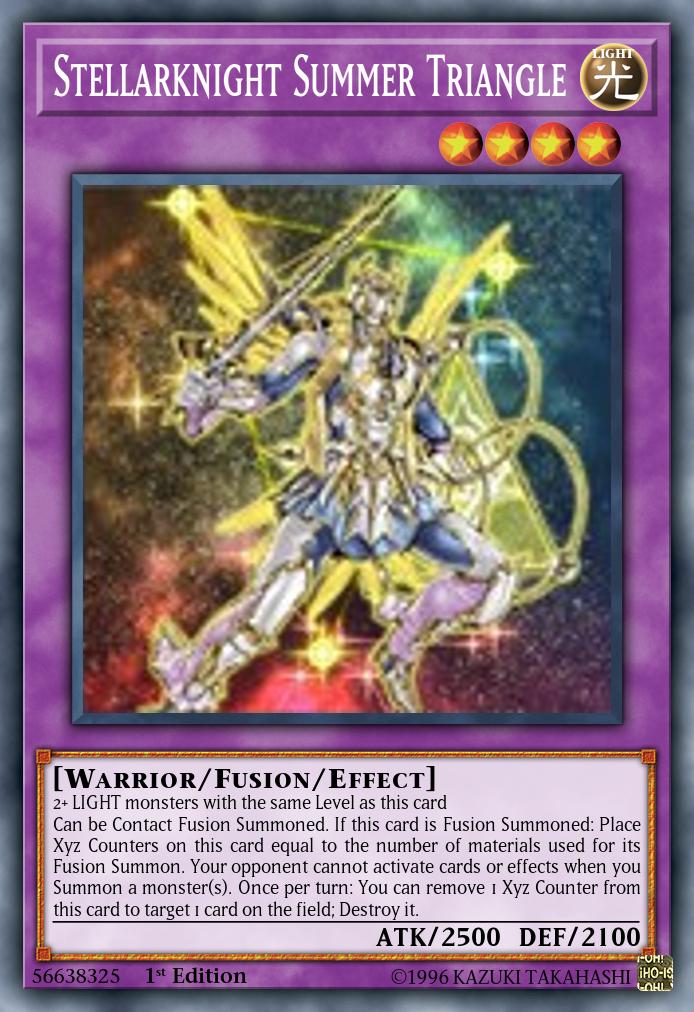 STELLARKNIGHT SUMMER TRIANGLE
LIGHT
光
[WARRIOR/FUSION/EFFECT]
2+ LIGHT monsters with the same Level as this card
Can be Contact Fusion Summoned. If this card is Fusion Summoned: Place
Xyz Counters on this card equal to the number of materials used for its
Fusion Summon. Your opponent cannot activate cards or effects when you
Summon a monster(s). Once per turn: You can remove 1 Xyz Counter from
this card to target 1 card on the field; Destroy it.
ATK/2500 DEF/2100
56638325 1st Edition ©1996 KAZUKI TAKAHASHI